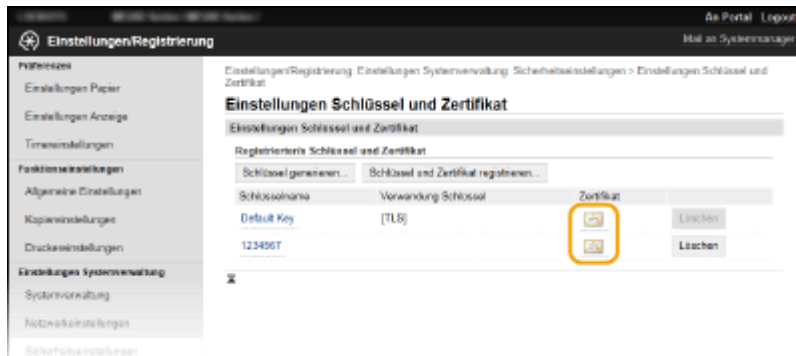 An Portal Logout
Einstellungen/Registrierung
Mail an Systemmanager
Präferenzen
Einstellungen Papier
Einstellungen Anzeige
Timereinstellungen
Funktionseinstellungen
Allgemeine Einstellungen
Kopiereinstellungen
Druckeinstellungen
Einstellungen Systemverwaltung
Systemverwaltung
Netzwerkeinstellungen
Sicherheitseinstellungen
Einstellungen/Registrierung: Einstellungen Systemverwaltung: Sicherheitseinstellungen > Einstellungen Schlüssel und
Zertifikat
Einstellungen Schlüssel und Zertifikat
Einstellungen Schlüssel und Zertifikat
Registrierter/s Schlüssel und Zertifikat
Schlüssel generieren... Schlüssel und Zertifikat registrieren...
Schlüsselname Verwendung Schlüssel Zertifikat
Default Key [TLS] Löschen
1234567 Löschen